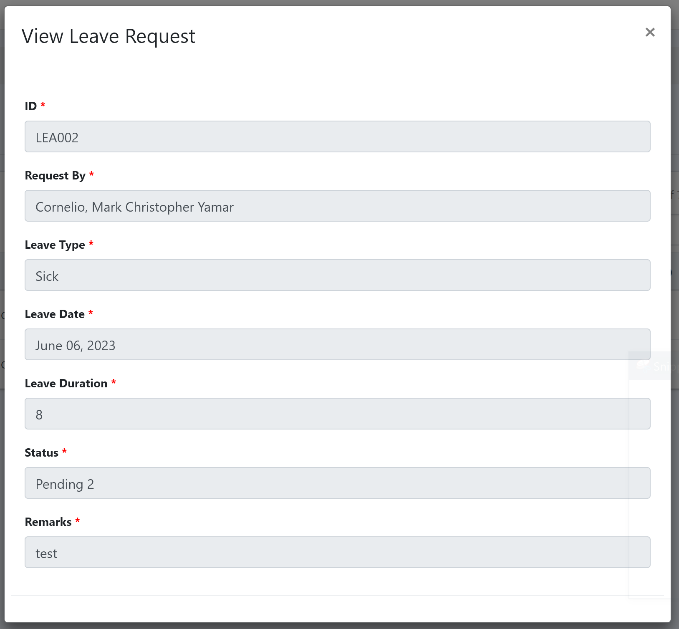 View Leave Request
×
ID *
LEA002
Request By *
Cornelio, Mark Christopher Yamar
Leave Type *
Sick
Leave Date *
June 06, 2023
Leave Duration *
8
Status *
Pending 2
Remarks *
test